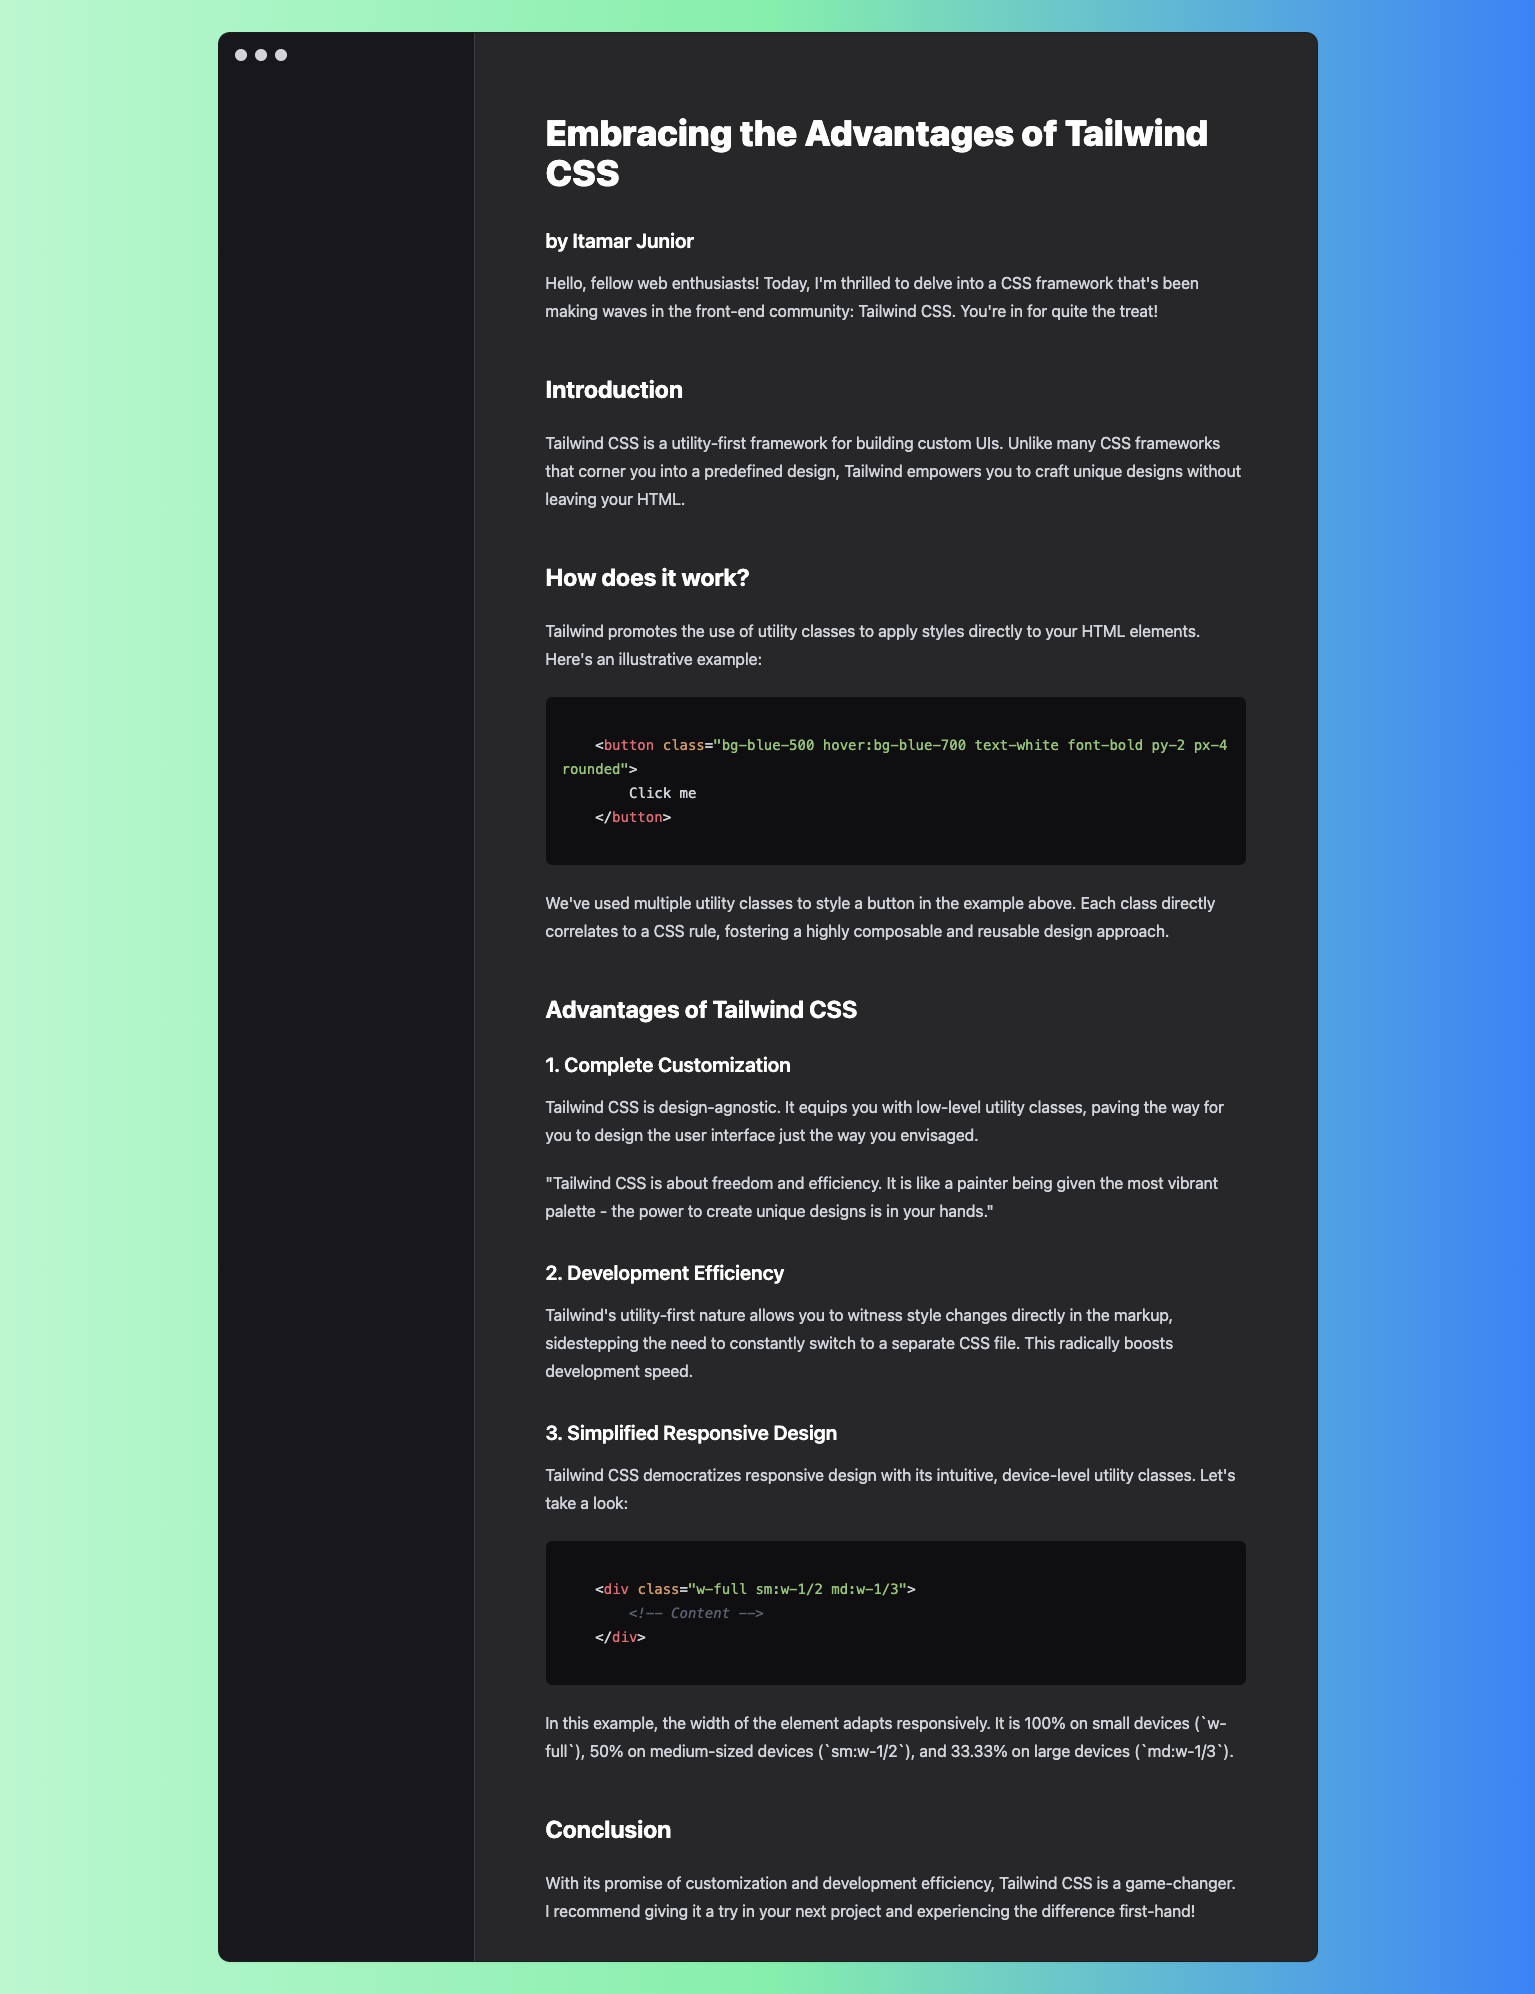 Embracing the Advantages of Tailwind
CSS
by Itamar Junior
Hello, fellow web enthusiasts! Today, I'm thrilled to delve into a CSS framework that's been
making waves in the front-end community: Tailwind CSS. You're in for quite the treat!
Introduction
Tailwind CSS is a utility-first framework for building custom UIs. Unlike many CSS frameworks
that corner you into a predefined design, Tailwind empowers you to craft unique designs without
leaving your HTML.
How does it work?
Tailwind promotes the use of utility classes to apply styles directly to your HTML elements.
Here's an illustrative example:
    <button class="bg-blue-500 hover:bg-blue-700 text-white font-bold py-2 px-4
rounded">
        Click me
    </button>
We've used multiple utility classes to style a button in the example above. Each class directly
correlates to a CSS rule, fostering a highly composable and reusable design approach.
Advantages of Tailwind CSS
1. Complete Customization
Tailwind CSS is design-agnostic. It equips you with low-level utility classes, paving the way for
you to design the user interface just the way you envisaged.
"Tailwind CSS is about freedom and efficiency. It is like a painter being given the most vibrant
palette - the power to create unique designs is in your hands."
2. Development Efficiency
Tailwind's utility-first nature allows you to witness style changes directly in the markup,
sidestepping the need to constantly switch to a separate CSS file. This radically boosts
development speed.
3. Simplified Responsive Design
Tailwind CSS democratizes responsive design with its intuitive, device-level utility classes. Let's
take a look:
    <div class="w-full sm:w-1/2 md:w-1/3">
        <!-- Content -->
    </div>
In this example, the width of the element adapts responsively. It is 100% on small devices (`w-
full`), 50% on medium-sized devices (`sm:w-1/2`), and 33.33% on large devices (`md:w-1/3`).
Conclusion
With its promise of customization and development efficiency, Tailwind CSS is a game-changer.
I recommend giving it a try in your next project and experiencing the difference first-hand!